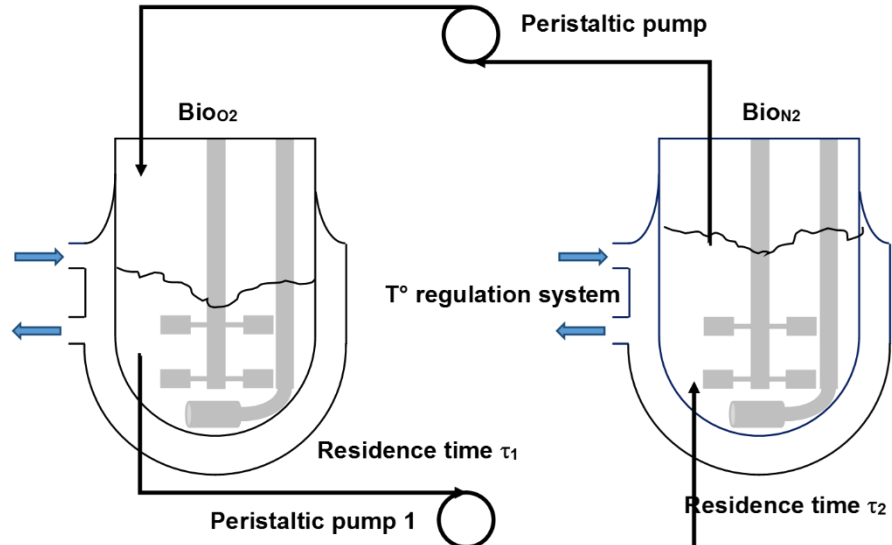 Peristaltic pump
BioO2
BioN2
T° regulation system
Residence time τ1
Residence time τ2
Peristaltic pump 1